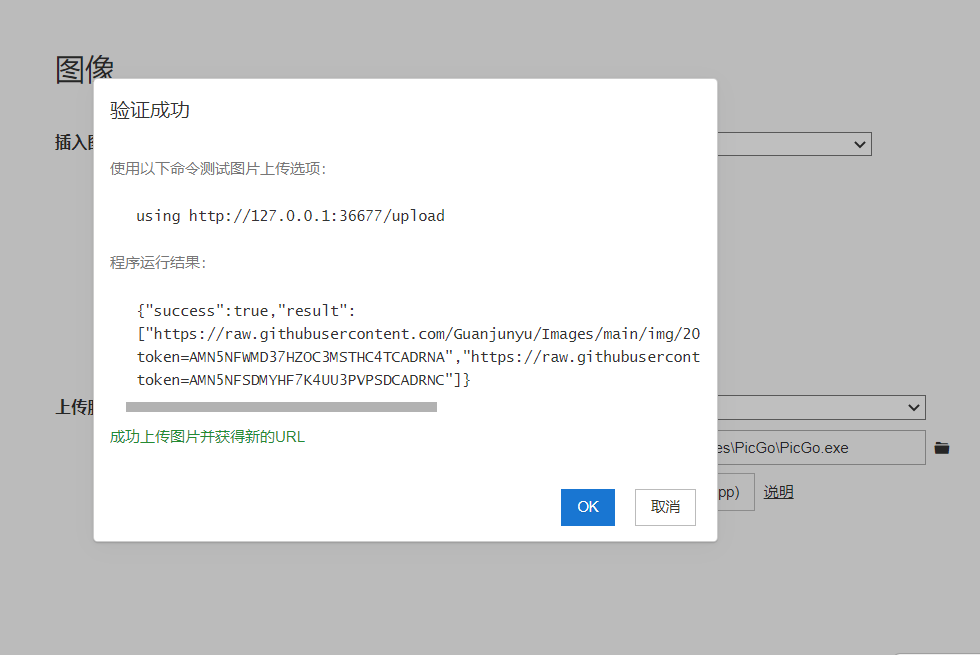 图像
验证成功
插入
使用以下命令测试图片上传选项：
using http://127.0.0.1:36677/upload
程序运行结果：
{"success":true,"result":
["https://raw.githubusercontent.com/Guanjunyu/Images/main/img/20
token=AMN5NFWMD37HZOC3MSTHC4TCADRNA","https://raw.githubusercont
token=AMN5NFSDMYHF7K4UU3PVPSDCADRNC"]}
上传
成功上传图片并获得新的URL
es\PicGo\PicGo.exe
pp) 说明
OK 取消